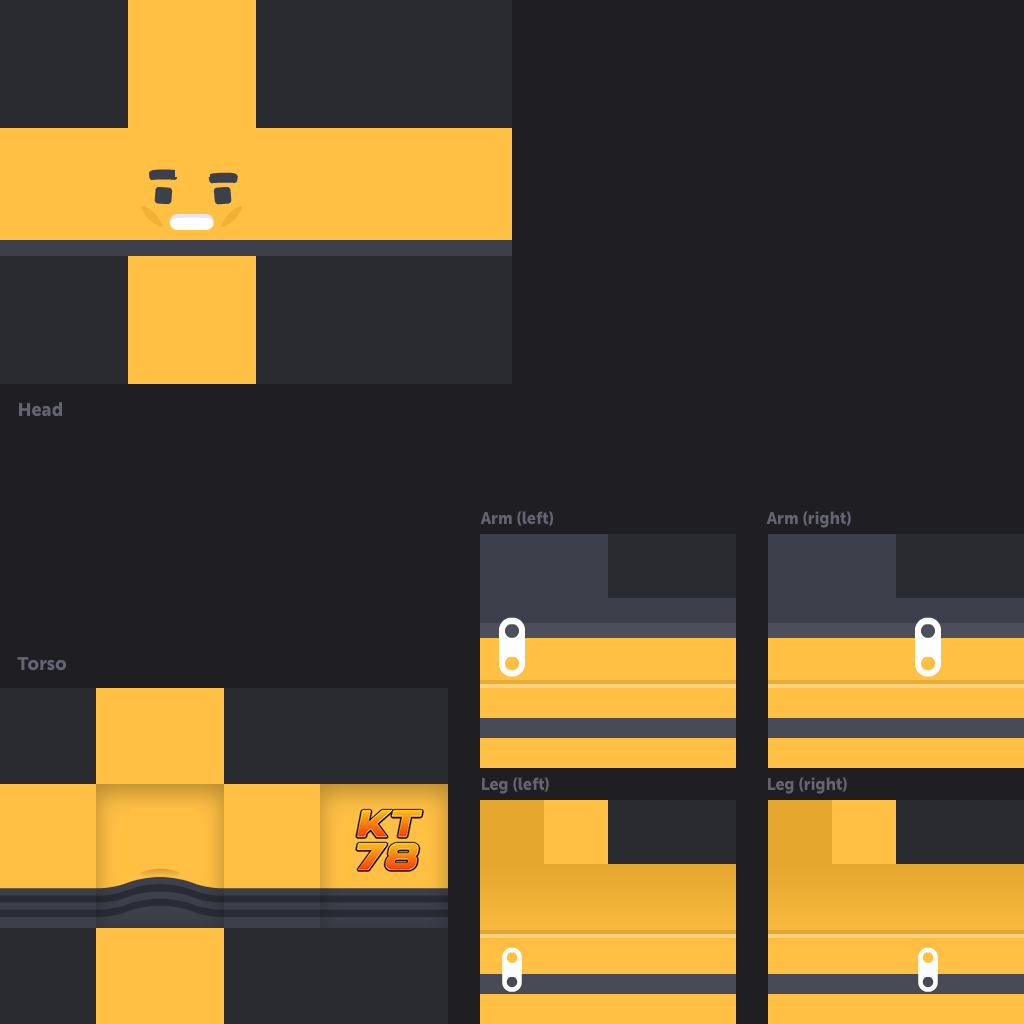 Head
Arm (left)
Arm (right)
Torso
KT
78
Leg (left)
Leg (right)